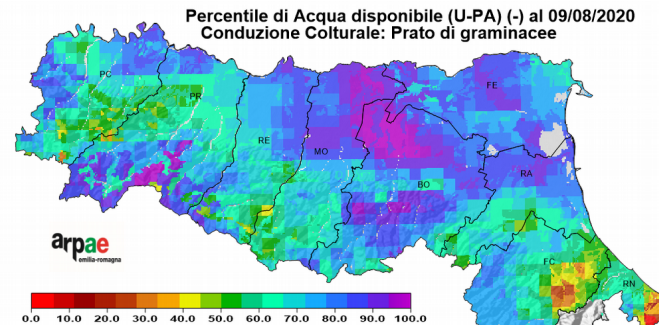 Percentile di Acqua disponibile (U-PA) (-) al 09/08/2020
Conduzione Colturale: Prato di graminacee
PC
PR
FE
RE
MO
RA
BO
FC
RN
arpae
emilia-romagna
0.0 10.0 20.0 30.0 40.0 50.0 60.0 70.0 80.0 90.0 100.0